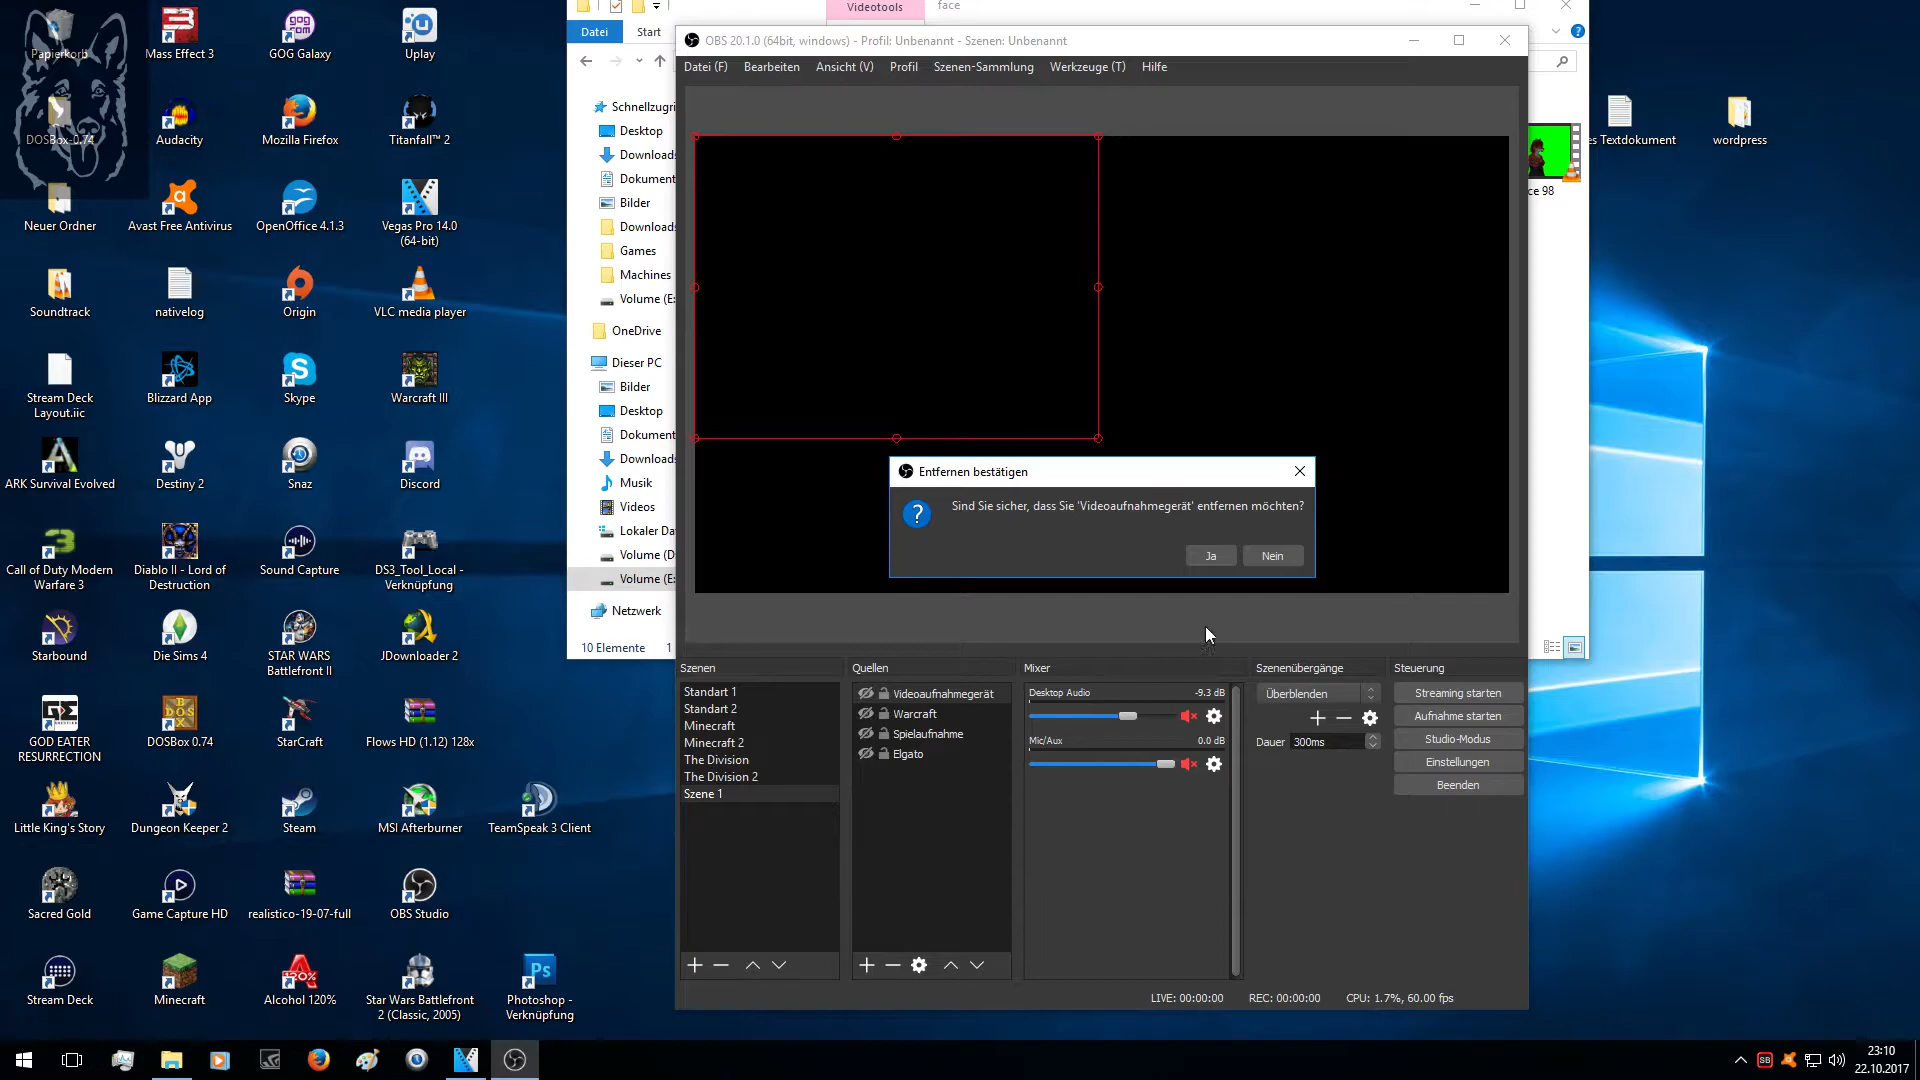 Papierkorb
Mass Effect 3
GOG Galaxy
Uplay
DOSBox-0.74
Audacity
Mozilla Firefox
Titanfall™ 2
Neuer Ordner
Avast Free Antivirus
OpenOffice 4.1.3
Vegas Pro 14.0
(64-bit)
Soundtrack
nativelog
Origin
VLC media player
Stream Deck
Layout.iic
Blizzard App
Skype
Warcraft III
ARK Survival Evolved
Destiny 2
Snaz
Discord
Call of Duty Modern
Warfare 3
Diablo II - Lord of
Destruction
Sound Capture
DS3_Tool_Local -
Verknüpfung
Starbound
Die Sims 4
STAR WARS
Battlefront II
JDownloader 2
GOD EATER
RESURRECTION
DOSBox 0.74
StarCraft
Flows HD (1.12) 128x
Little King's Story
Dungeon Keeper 2
Steam
MSI Afterburner
TeamSpeak 3 Client
Sacred Gold
Game Capture HD
realistico-19-07-full
OBS Studio
Stream Deck
Minecraft
Alcohol 120%
Star Wars Battlefront
2 (Classic, 2005)
Photoshop -
Verknüpfung
Videotools
face
Datei
Start
Schnellzugri
Desktop
Downloads
Dokument
Bilder
Downloads
Games
Machines
Volume (E:
OneDrive
Dieser PC
Bilder
Desktop
Dokument
Downloads
Musik
Videos
Lokaler Da
Volume (D
Volume (E:
Netzwerk
10 Elemente
1
ce 98
es Textdokument
wordpress
OBS 20.1.0 (64bit, windows) - Profil: Unbenannt - Szenen: Unbenannt
Datei (F)
Bearbeiten
Ansicht (V)
Profil
Szenen-Sammlung
Werkzeuge (T)
Hilfe
Entfernen bestätigen
Sind Sie sicher, dass Sie 'Videoaufnahmegerät' entfernen möchten?
Ja
Nein
Szenen
Standart 1
Standart 2
Minecraft
Minecraft 2
The Division
The Division 2
Szene 1
Quellen
Videoaufnahmegerät
Warcraft
Spielaufnahme
Elgato
Mixer
Desktop Audio
-9.3 dB
Mic/Aux
0.0 dB
Szenenübergänge
Überblenden
Dauer
300ms
Steuerung
Streaming starten
Aufnahme starten
Studio-Modus
Einstellungen
Beenden
LIVE: 00:00:00
REC: 00:00:00
CPU: 1.7%, 60.00 fps
23:10
22.10.2017